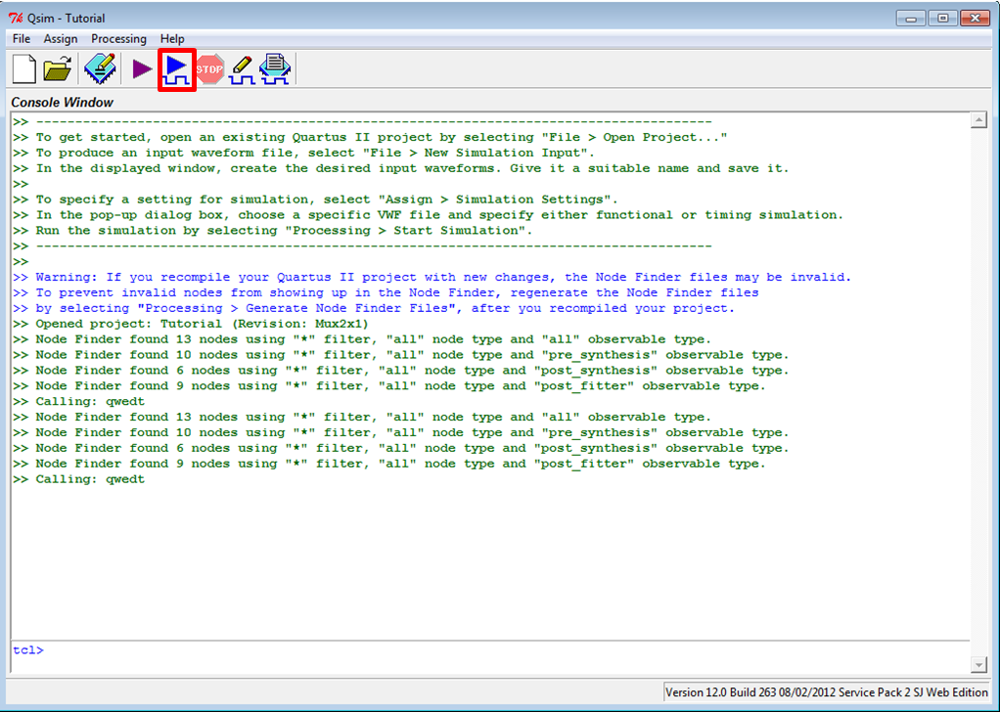 Qsim - Tutorial
File Assign Processing Help
STOP
Console Window
>> ---------------------------------------------------------------------------------------
>> To get started, open an existing Quartus II project by selecting "File > Open Project..."
>> To produce an input waveform file, select "File > New Simulation Input".
>> In the displayed window, create the desired input waveforms. Give it a suitable name and save it.
>>
>> To specify a setting for simulation, select "Assign > Simulation Settings".
>> In the pop-up dialog box, choose a specific VWF file and specify either functional or timing simulation.
>> Run the simulation by selecting "Processing > Start Simulation".
>> ---------------------------------------------------------------------------------------
>>
>> Warning: If you recompile your Quartus II project with new changes, the Node Finder files may be invalid.
>> To prevent invalid nodes from showing up in the Node Finder, regenerate the Node Finder files
>> by selecting "Processing > Generate Node Finder Files", after you recompiled your project.
>> Opened project: Tutorial (Revision: Mux2x1)
>> Node Finder found 13 nodes using "*" filter, "all" node type and "all" observable type.
>> Node Finder found 10 nodes using "*" filter, "all" node type and "pre_synthesis" observable type.
>> Node Finder found 6 nodes using "*" filter, "all" node type and "post_synthesis" observable type.
>> Node Finder found 9 nodes using "*" filter, "all" node type and "post_fitter" observable type.
>> Calling: qwedt
>> Node Finder found 13 nodes using "*" filter, "all" node type and "all" observable type.
>> Node Finder found 10 nodes using "*" filter, "all" node type and "pre_synthesis" observable type.
>> Node Finder found 6 nodes using "*" filter, "all" node type and "post_synthesis" observable type.
>> Node Finder found 9 nodes using "*" filter, "all" node type and "post_fitter" observable type.
>> Calling: qwedt
tcl>
Version 12.0 Build 263 08/02/2012 Service Pack 2 SJ Web Edition